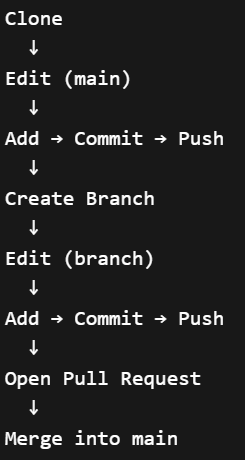 Clone
↓
Edit (main)
↓
Add → Commit → Push
↓
Create Branch
↓
Edit (branch)
↓
Add → Commit → Push
↓
Open Pull Request
↓
Merge into main